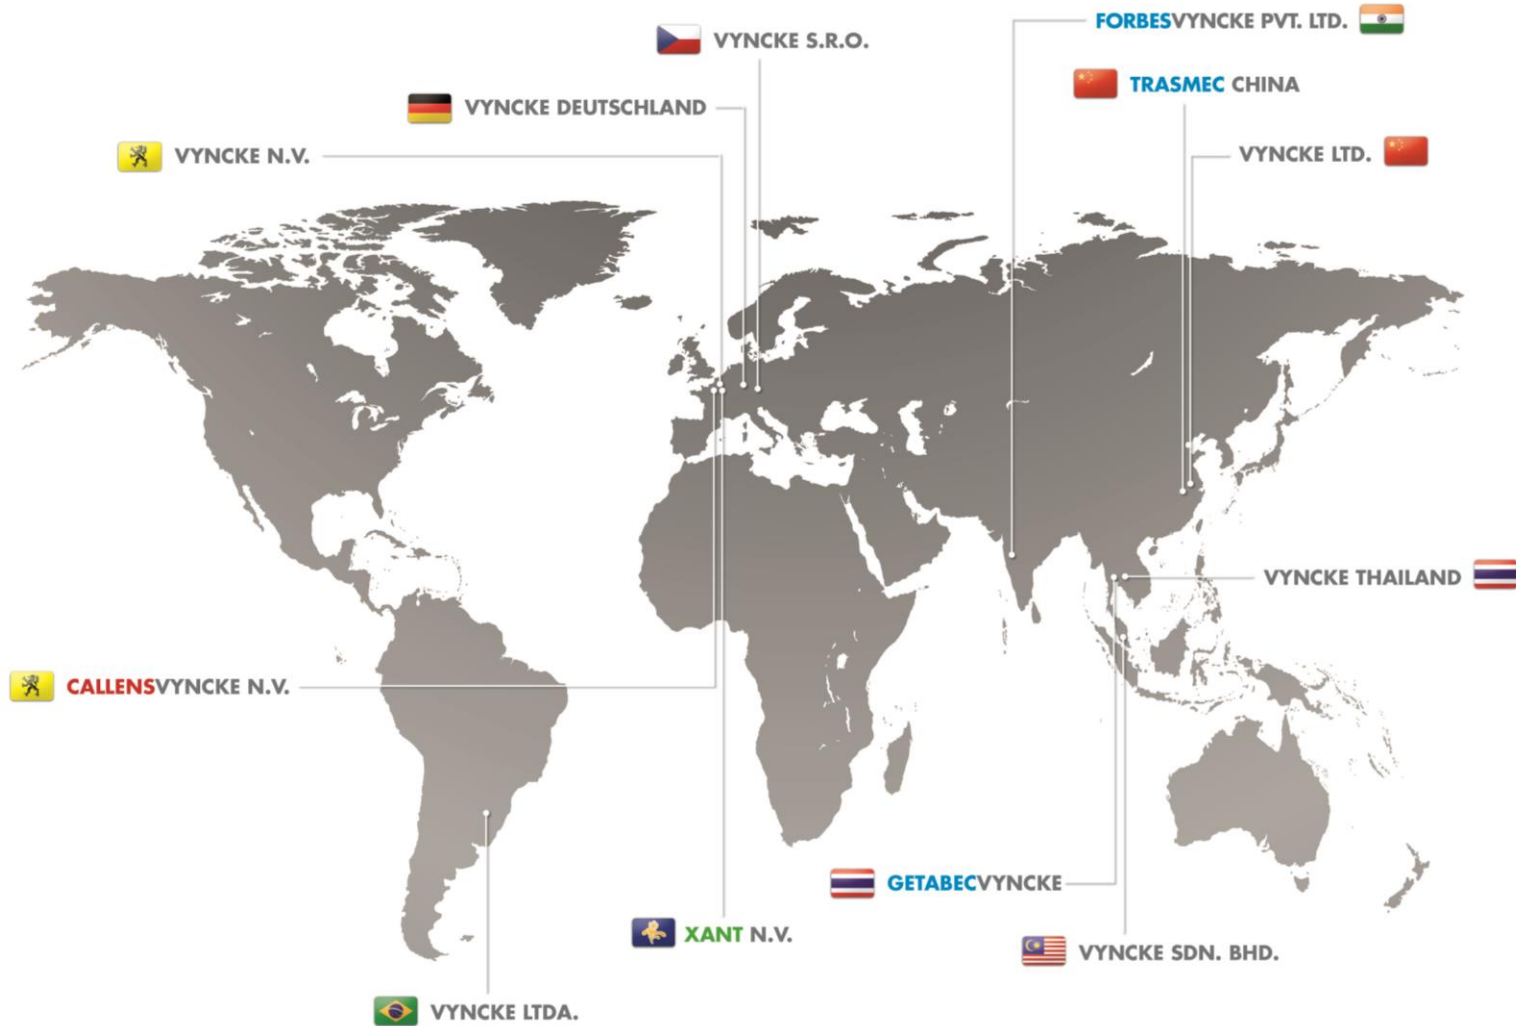 FORBESVYNCKE PVT. LTD.
VYNCKE S.R.O.
TRASMEC CHINA
VYNCKE DEUTSCHLAND
VYNCKE N.V.
VYNCKE LTD.
VYNCKE THAILAND
CALLENSVYNCKE N.V.
GETABECVYNCKE
XANT N.V.
VYNCKE SDN. BHD.
VYNCKE LTDA.